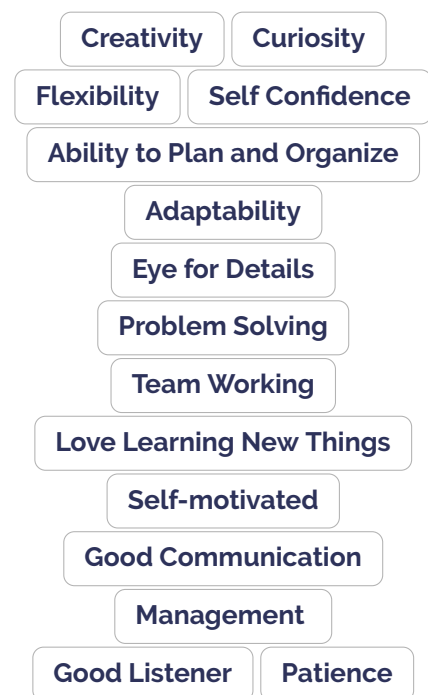 Creativity Curiosity
Flexibility Self Confidence
Ability to Plan and Organize
Adaptability
Eye for Details
Problem Solving
Team Working
Love Learning New Things
Self-motivated
Good Communication
Management
Good Listener Patience